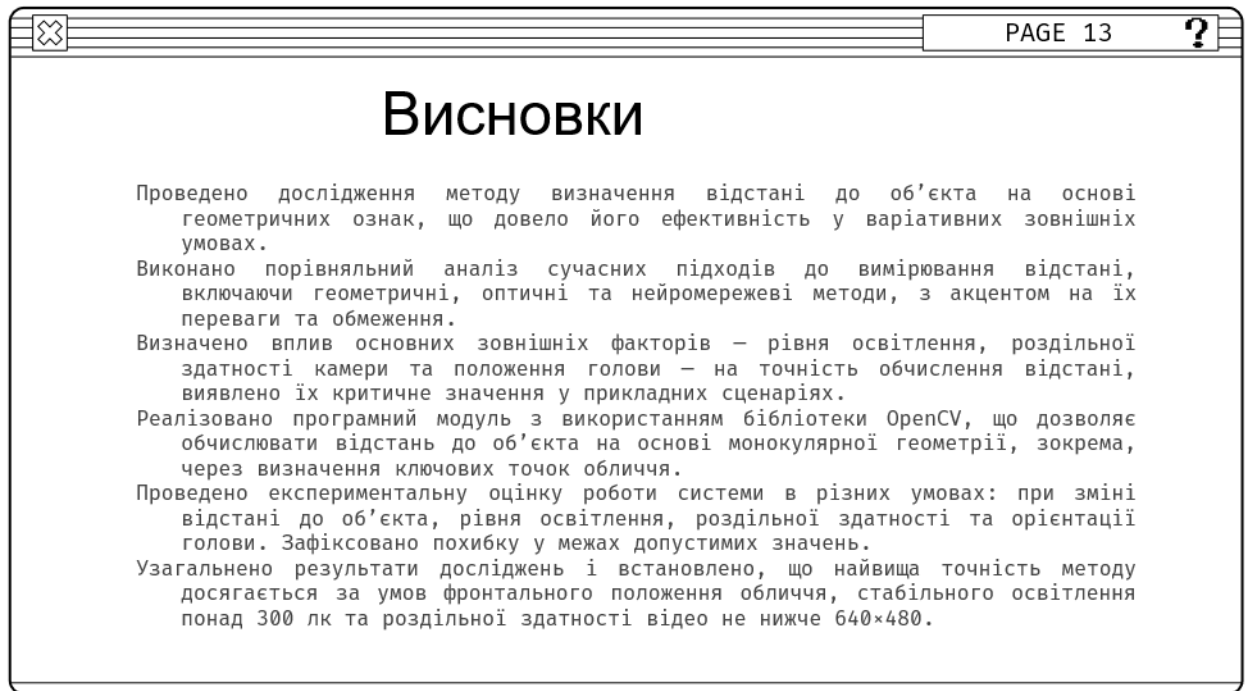 PAGE 13
?
Висновки
Проведено дослідження методу визначення відстані до об’єкта на основі
геометричних ознак, що довело його ефективність у варіативних зовнішніх
умовах.
Виконано порівняльний аналіз сучасних підходів до вимірювання відстані,
включаючи геометричні, оптичні та нейромережеві методи, з акцентом на їх
переваги та обмеження.
Визначено вплив основних зовнішніх факторів – рівня освітлення, роздільної
здатності камери та положення голови – на точність обчислення відстані,
виявлено їх критичне значення у прикладних сценаріях.
Реалізовано програмний модуль з використанням бібліотеки OpenCV, що дозволяє
обчислювати відстань до об’єкта на основі монокулярної геометрії, зокрема,
через визначення ключових точок обличчя.
Проведено експериментальну оцінку роботи системи в різних умовах: при зміні
відстані до об’єкта, рівня освітлення, роздільної здатності та орієнтації
голови. Зафіксовано похибку у межах допустимих значень.
Узагальнено результати досліджень і встановлено, що найвища точність методу
досягається за умов фронтального положення обличчя, стабільного освітлення
понад 300 лк та роздільної здатності відео не нижче 640×480.